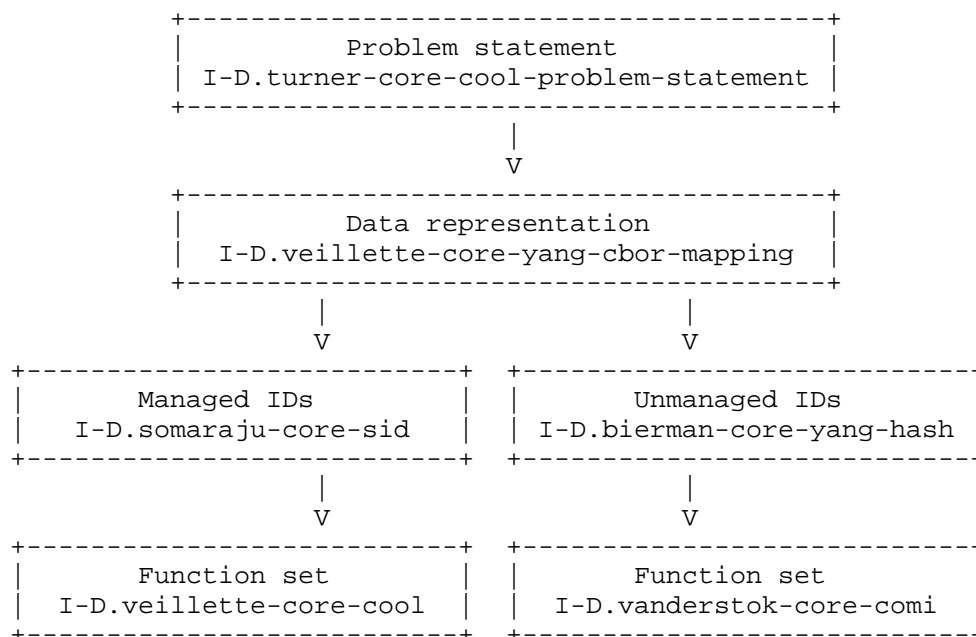 Problem statement
I-D.turner-core-cool-problem-statement
V
Data representation
I-D.veillette-core-yang-cbor-mapping
V V
Managed IDs Unmanaged IDs
I-D.somaraju-core-sid I-D.bierman-core-yang-hash
V V
Function set Function set
I-D.veillette-core-cool I-D.vanderstok-core-comi